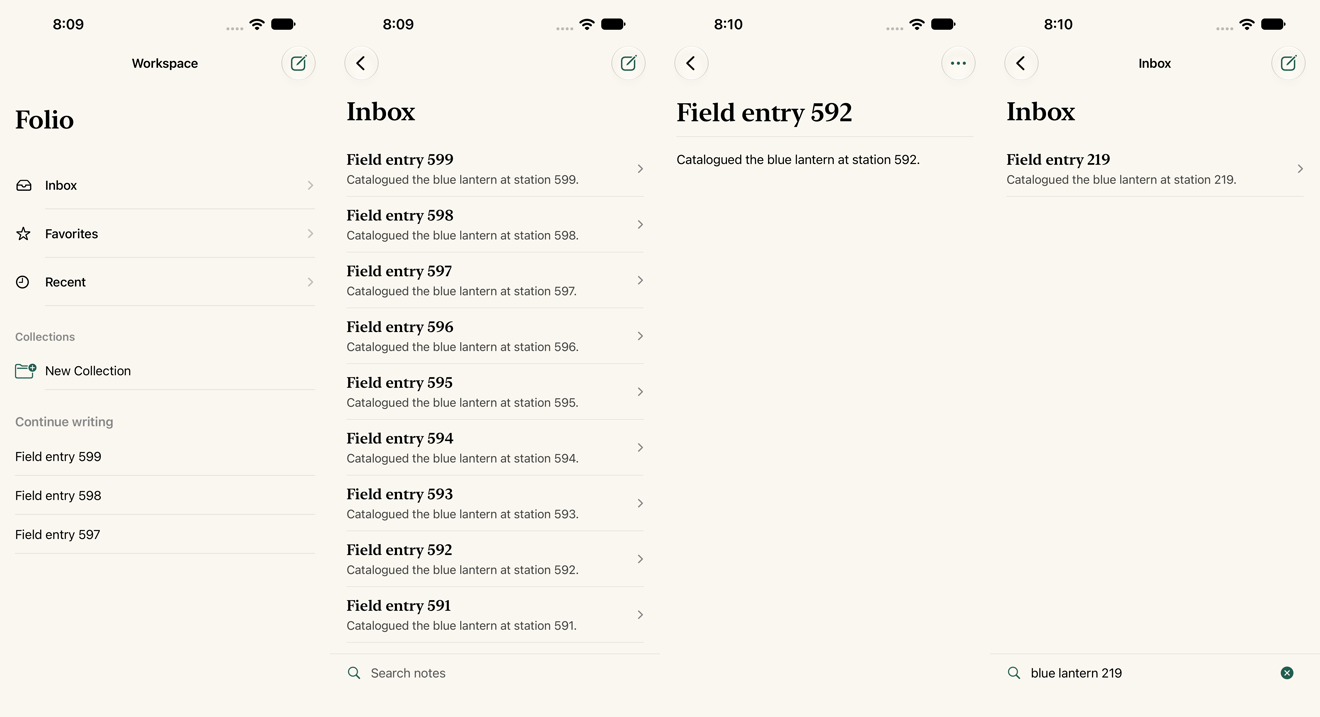 8:09
Workspace
Folio
Inbox
Favorites
Recent
Collections
New Collection
Continue writing
Field entry 599
Field entry 598
Field entry 597
8:09
Inbox
Field entry 599
Catalogued the blue lantern at station 599.
Field entry 598
Catalogued the blue lantern at station 598.
Field entry 597
Catalogued the blue lantern at station 597.
Field entry 596
Catalogued the blue lantern at station 596.
Field entry 595
Catalogued the blue lantern at station 595.
Field entry 594
Catalogued the blue lantern at station 594.
Field entry 593
Catalogued the blue lantern at station 593.
Field entry 592
Catalogued the blue lantern at station 592.
Field entry 591
Catalogued the blue lantern at station 591.
Search notes
8:10
Field entry 592
Catalogued the blue lantern at station 592.
8:10
Inbox
Inbox
Field entry 219
Catalogued the blue lantern at station 219.
blue lantern 219